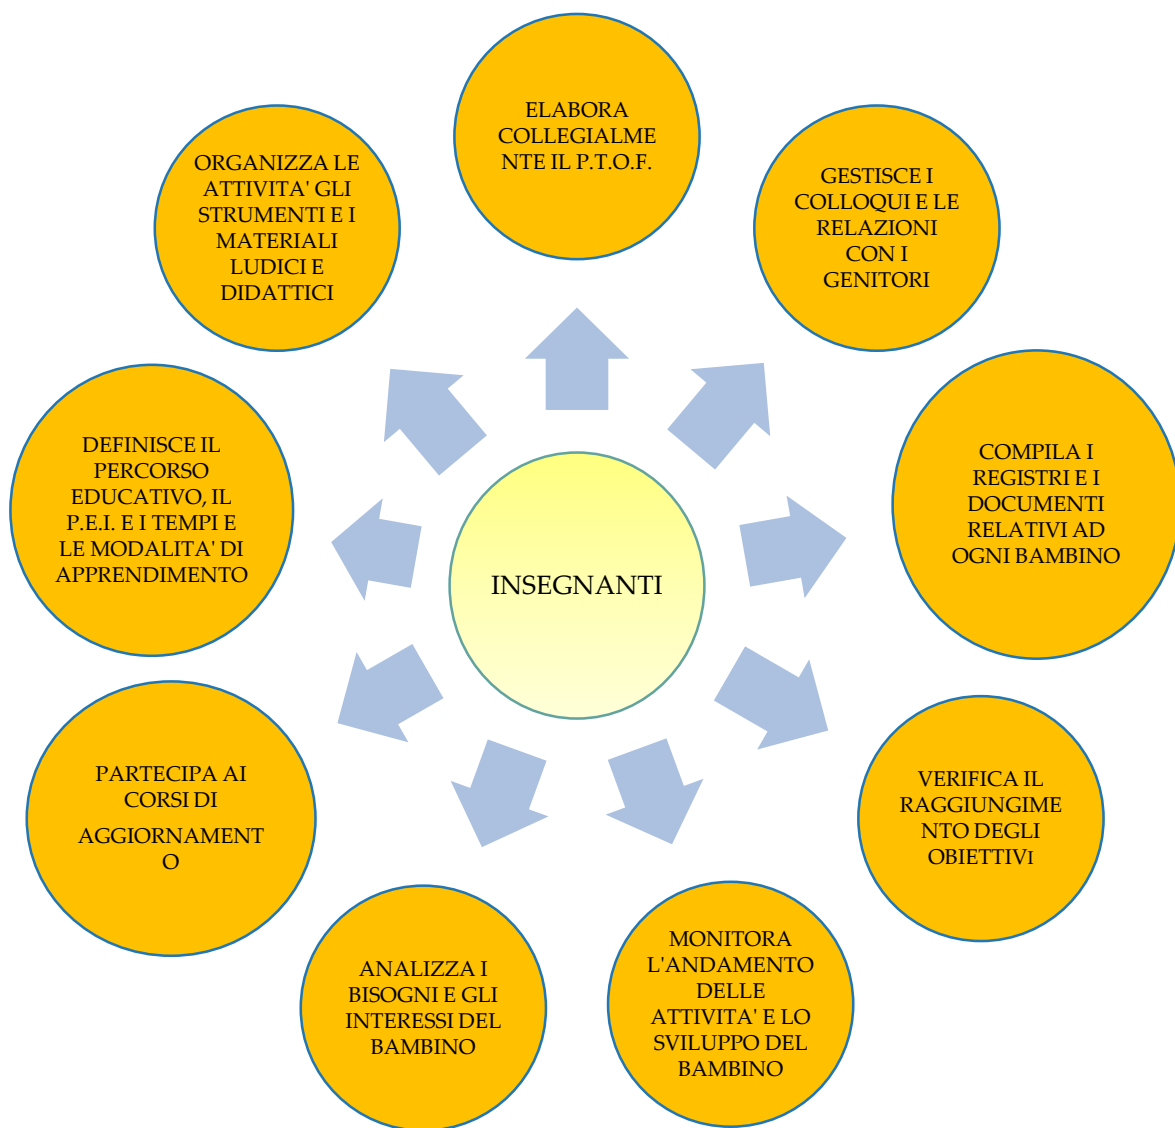 ELABORA
COLLEGIALME
NTE IL P.T.O.F.
GESTISCE I
COLLOQUI E LE
RELAZIONI
CON I
GENITORI
COMPILA I
REGISTRI E I
DOCUMENTI
RELATIVI AD
OGNI BAMBINO
VERIFICA IL
RAGGIUNGIME
NTO DEGLI
OBIETTIVI
MONITORA
L'ANDAMENTO
DELLE
ATTIVITA' E LO
SVILUPPO DEL
BAMBINO
ANALIZZA I
BISOGNI E GLI
INTERESSI DEL
BAMBINO
PARTECIPA AI
CORSI DI
AGGIORNAMENT
O
DEFINISCE IL
PERCORSO
EDUCATIVO, IL
P.E.I. E I TEMPI E
LE MODALITA' DI
APPRENDIMENTO
ORGANIZZA LE
ATTIVITA' GLI
STRUMENTI E I
MATERIALI
LUDICI E
DIDATTICI
INSEGNANTI